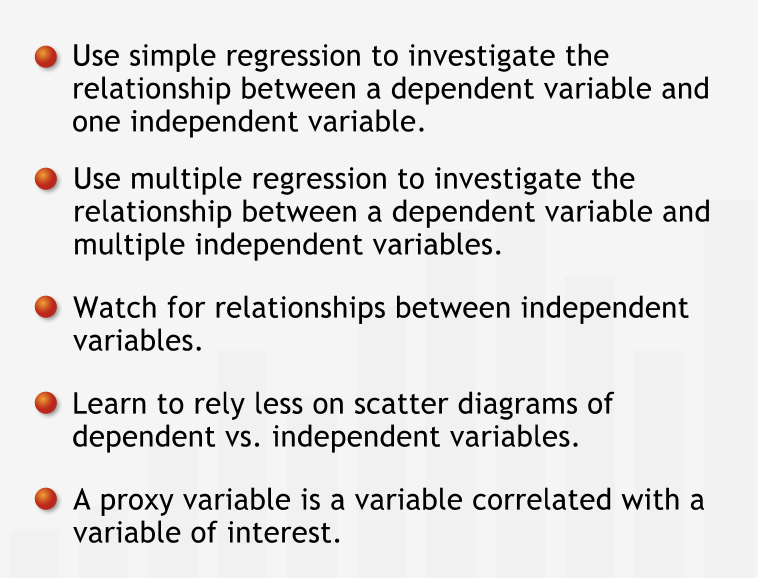 Use simple regression to investigate the
relationship between a dependent variable and
one independent variable.
Use multiple regression to investigate the
relationship between a dependent variable and
multiple independent variables.
Watch for relationships between independent
variables.
Learn to rely less on scatter diagrams of
dependent vs. independent variables.
A proxy variable is a variable correlated with a
variable of interest.